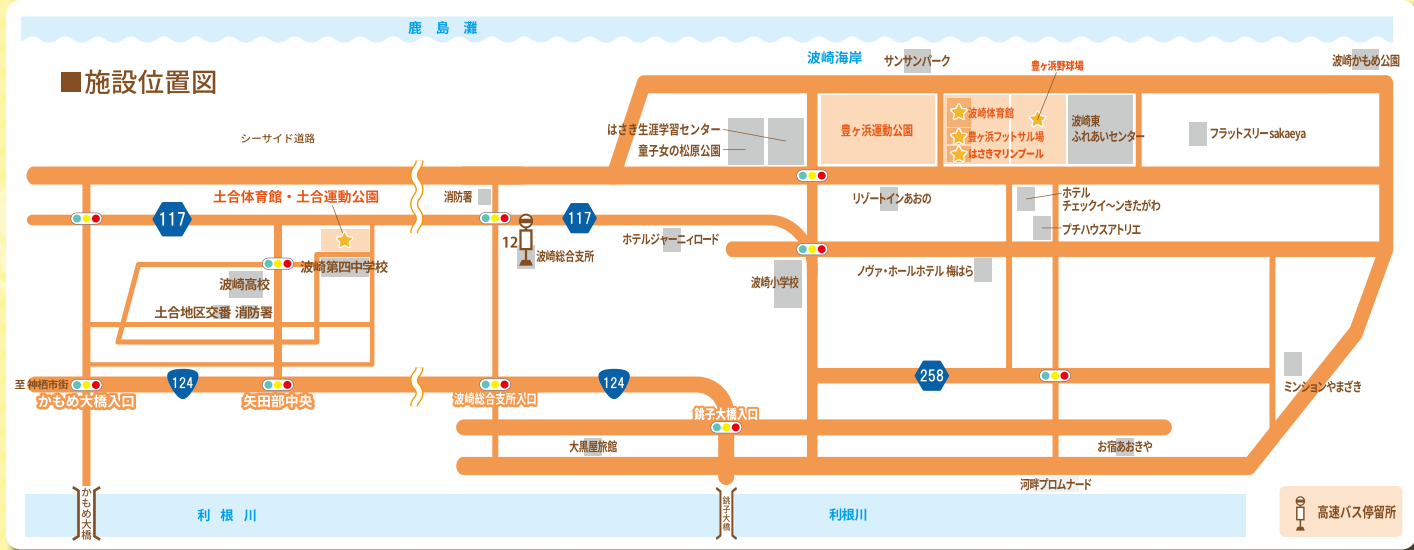 鹿 島 灘
■施設位置図
波崎海岸
サンサンパーク
豊ヶ浜野球場
波崎かもめ公園
シーサイド道路
はさき生涯学習センター
童子女の松原公園
豊ヶ浜運動公園
波崎体育館
豊ヶ浜フットサル場
はさきマリンプール
波崎東
ふれあいセンター
フラットスリーsakaeya
土合体育館・土合運動公園
消防署
リゾートインあおの
ホテル
チェックイ〜ンきたがわ
プチハウスアトリエ
117
117
12
波崎総合支所
ホテルジャーニィロード
波崎第四中学校
波崎高校
土合地区交番 消防署
波崎小学校
ノヴァ・ホールホテル 梅はら
至 神栖市街
124
124
258
かもめ大橋入口
矢田部中央
波崎総合支所入口
銚子大橋入口
ミンションやまざき
大黒屋旅館
お宿あおきや
河畔プロムナード
かもめ大橋
利 根 川
銚子大橋
利根川
高速バス停留所